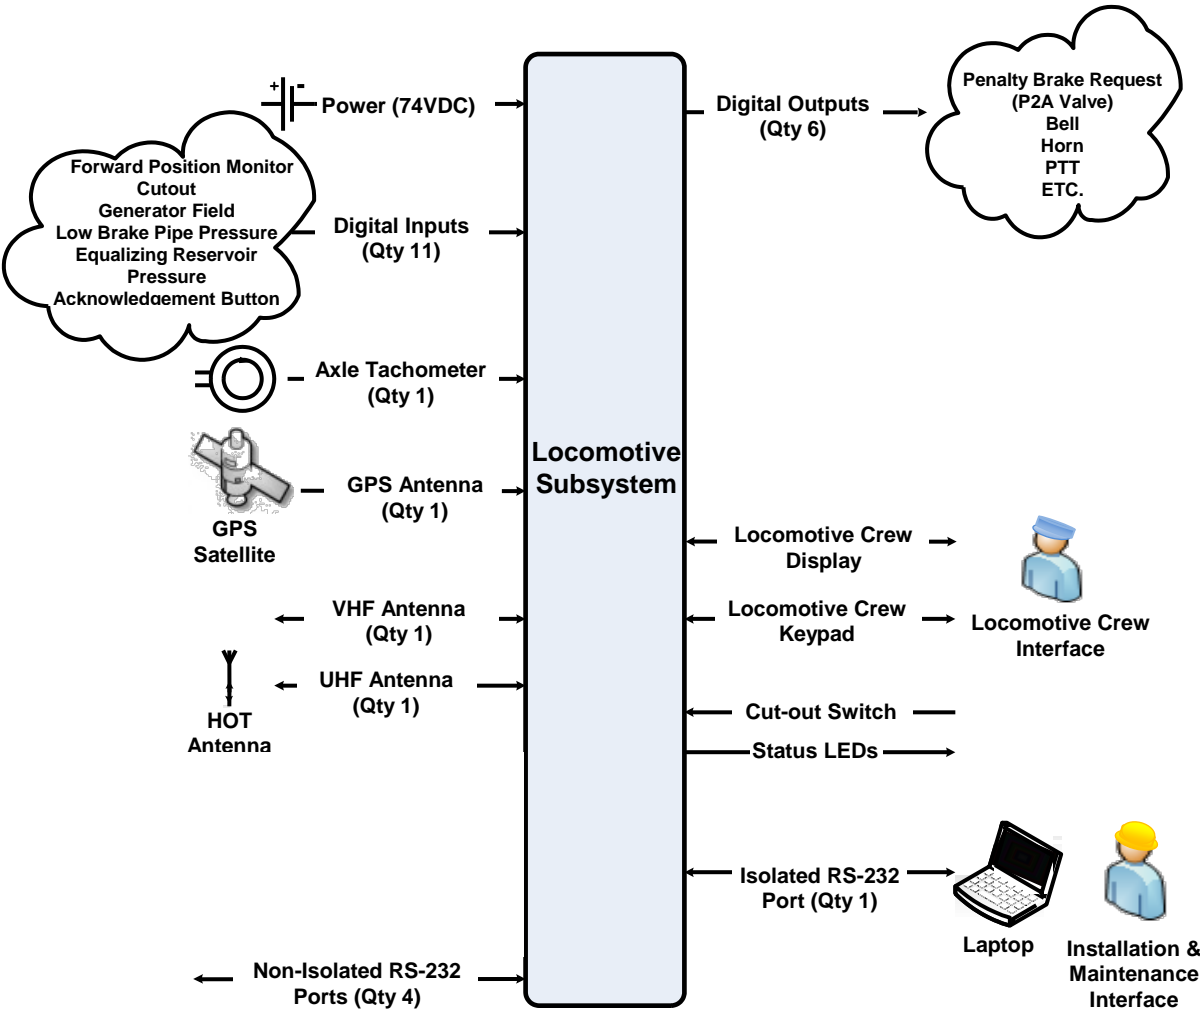 + -
Power (74VDC)
Forward Position Monitor
Cutout
Generator Field
Low Brake Pipe Pressure
Equalizing Reservoir
Pressure
Acknowledgement Button
Digital Inputs
(Qty 11)
Axle Tachometer
(Qty 1)
GPS Antenna
(Qty 1)
GPS
Satellite
VHF Antenna
(Qty 1)
UHF Antenna
(Qty 1)
HOT
Antenna
Non-Isolated RS-232
Ports (Qty 4)
Locomotive
Subsystem
Digital Outputs
(Qty 6)
Penalty Brake Request
(P2A Valve)
Bell
Horn
PTT
ETC.
Locomotive Crew
Display
Locomotive Crew
Keypad
Locomotive Crew
Interface
Cut-out Switch
Status LEDs
Isolated RS-232
Port (Qty 1)
Laptop
Installation &
Maintenance
Interface